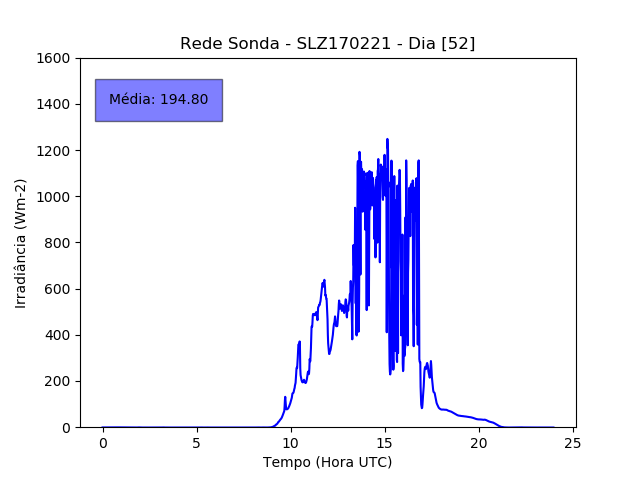 Rede Sonda - SLZ170221 - Dia [52]
1600
1400
1200
1000
800
600
400
200
0
Irradiância (Wm-2)
Média: 194.80
0 5 10 15 20 25
Tempo (Hora UTC)